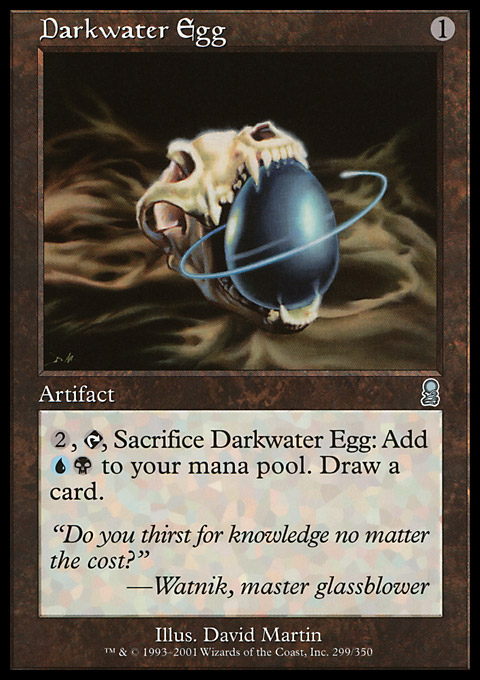 Darkwater Egg 1
Artifact
2, , Sacrifice Darkwater Egg: Add
to your mana pool. Draw a
card.
“Do you thirst for knowledge no matter
the cost?”
—Watnik, master glassblower
Illus. David Martin
™ & © 1993–2001 Wizards of the Coast, Inc. 299/350